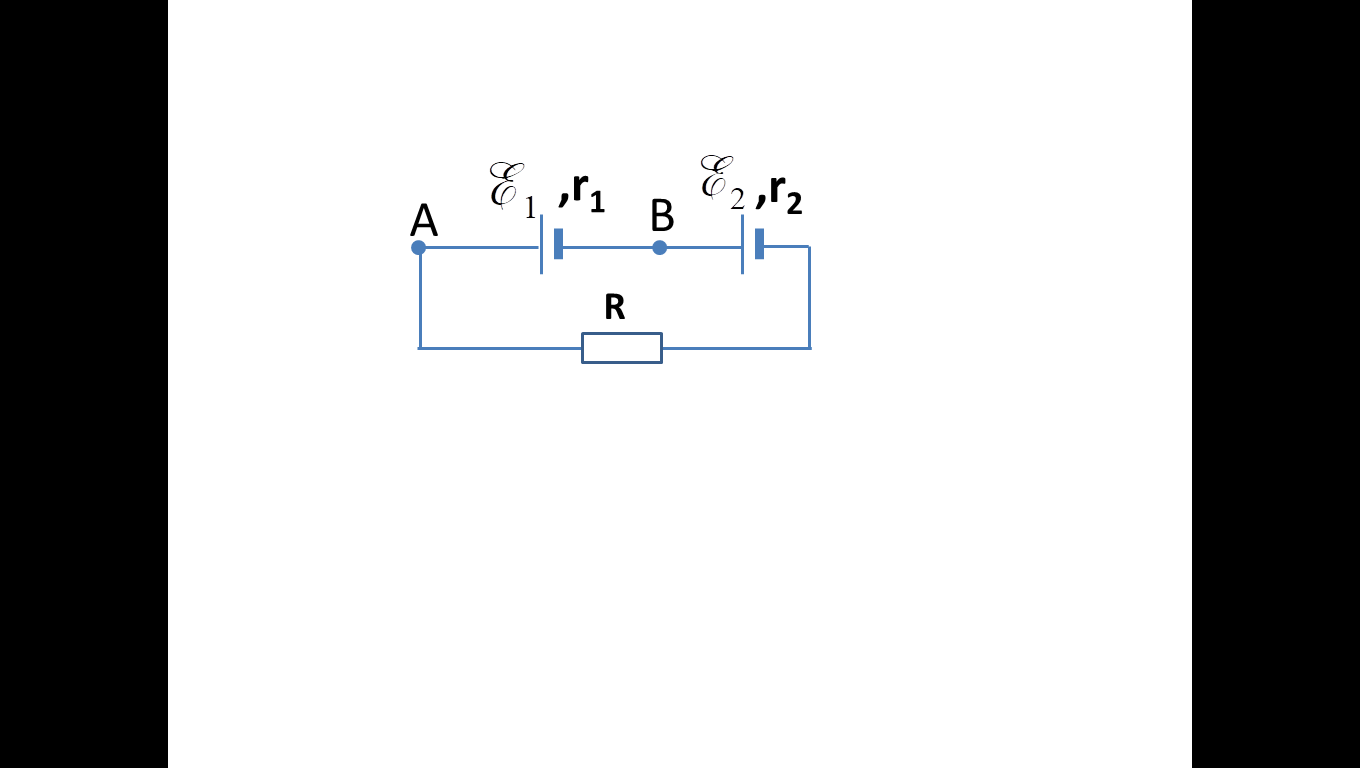 ℰ₁ ,r₁
ℰ₂ ,r₂
A
B
R